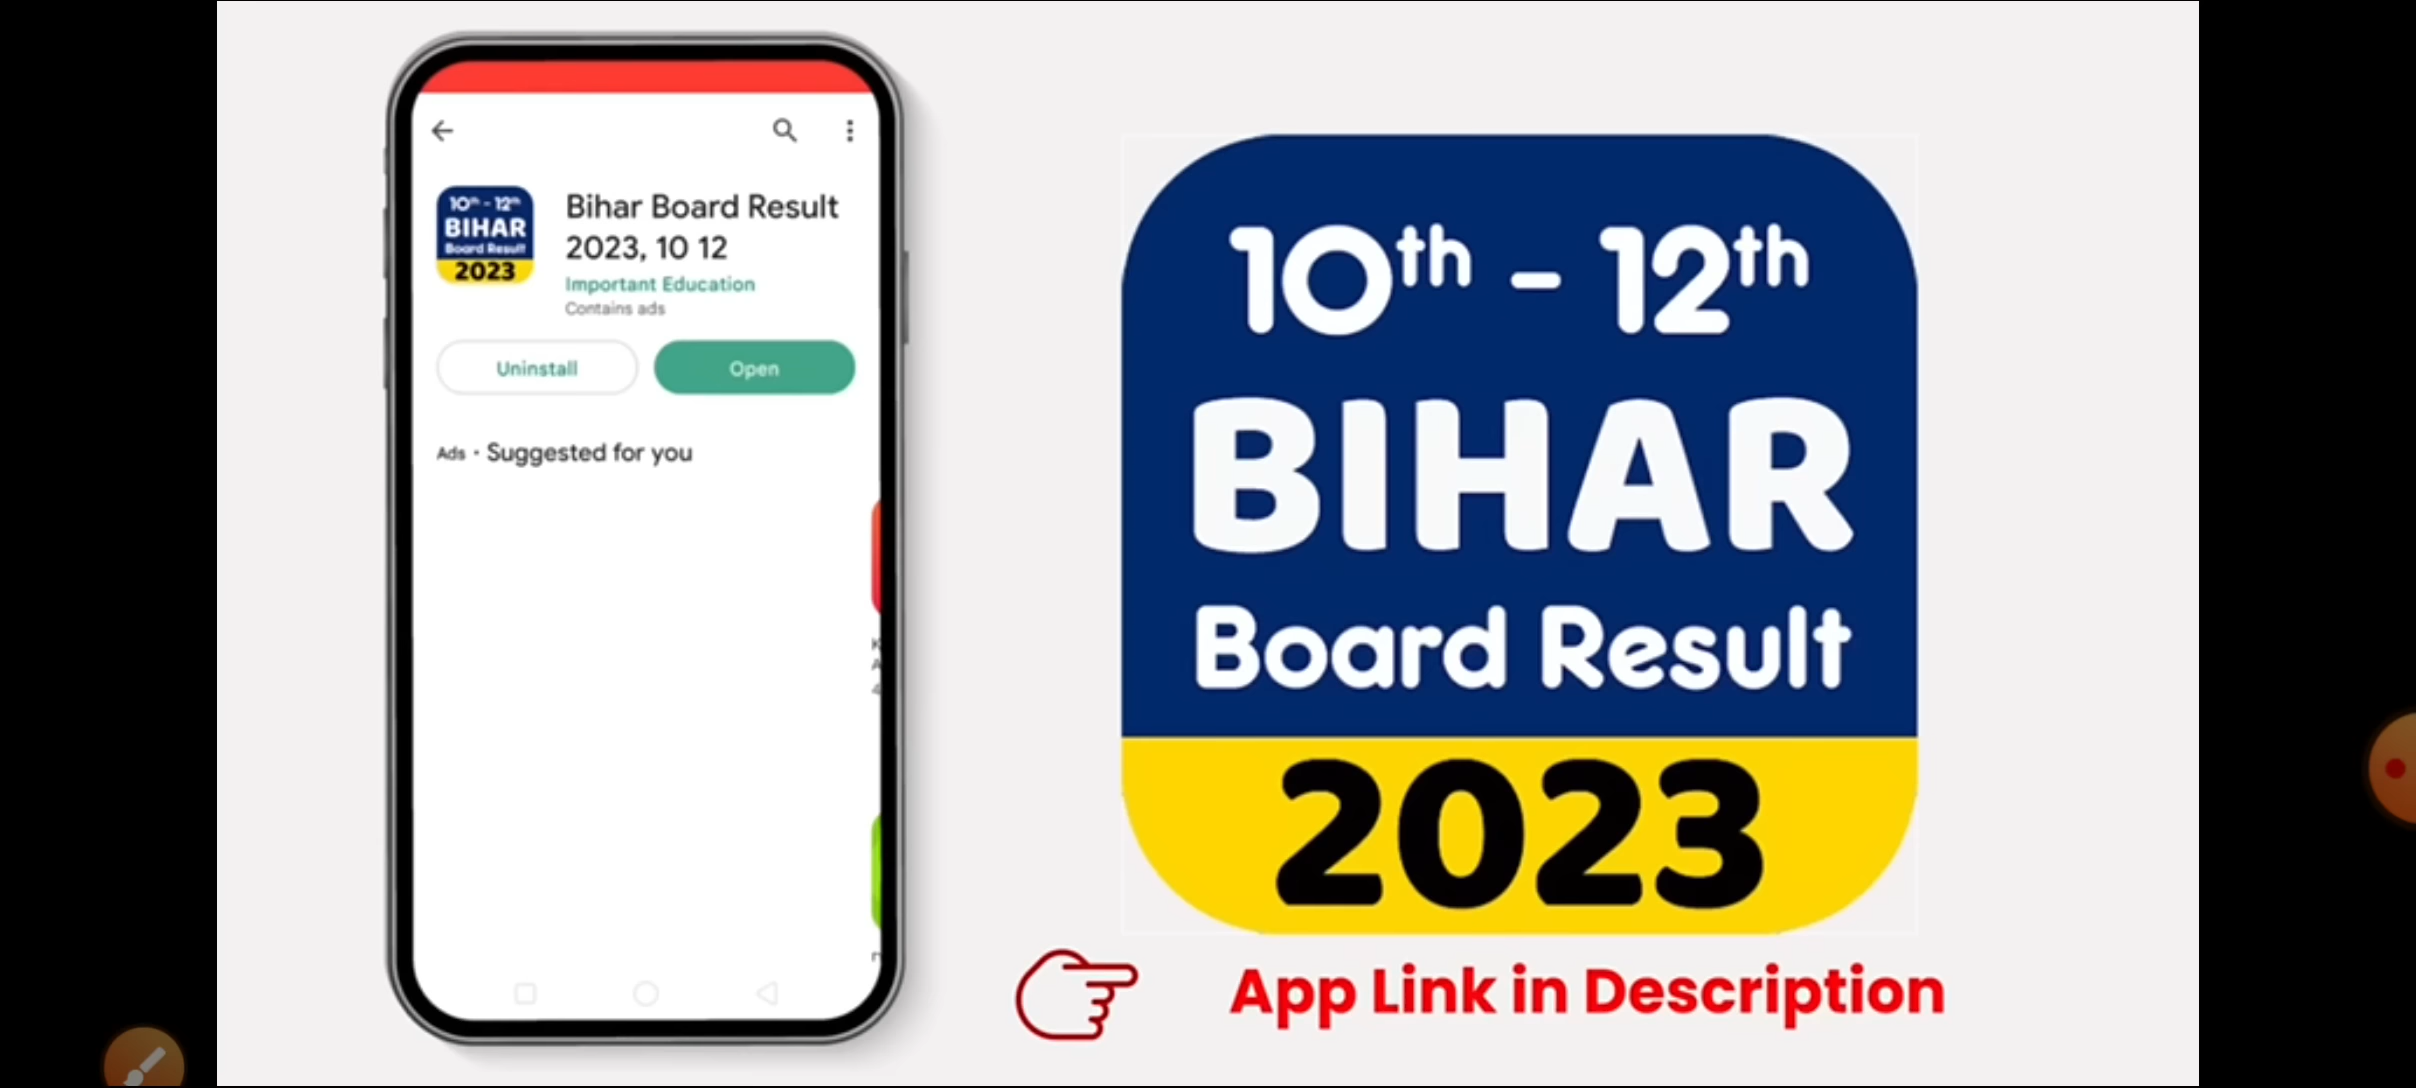 Bihar Board Result
2023, 10 12
Important Education
Contains ads
Uninstall
Open
Ads · Suggested for you
10th - 12th
BIHAR
Board Result
2023
10th - 12th
BIHAR
Board Result
2023
App Link in Description